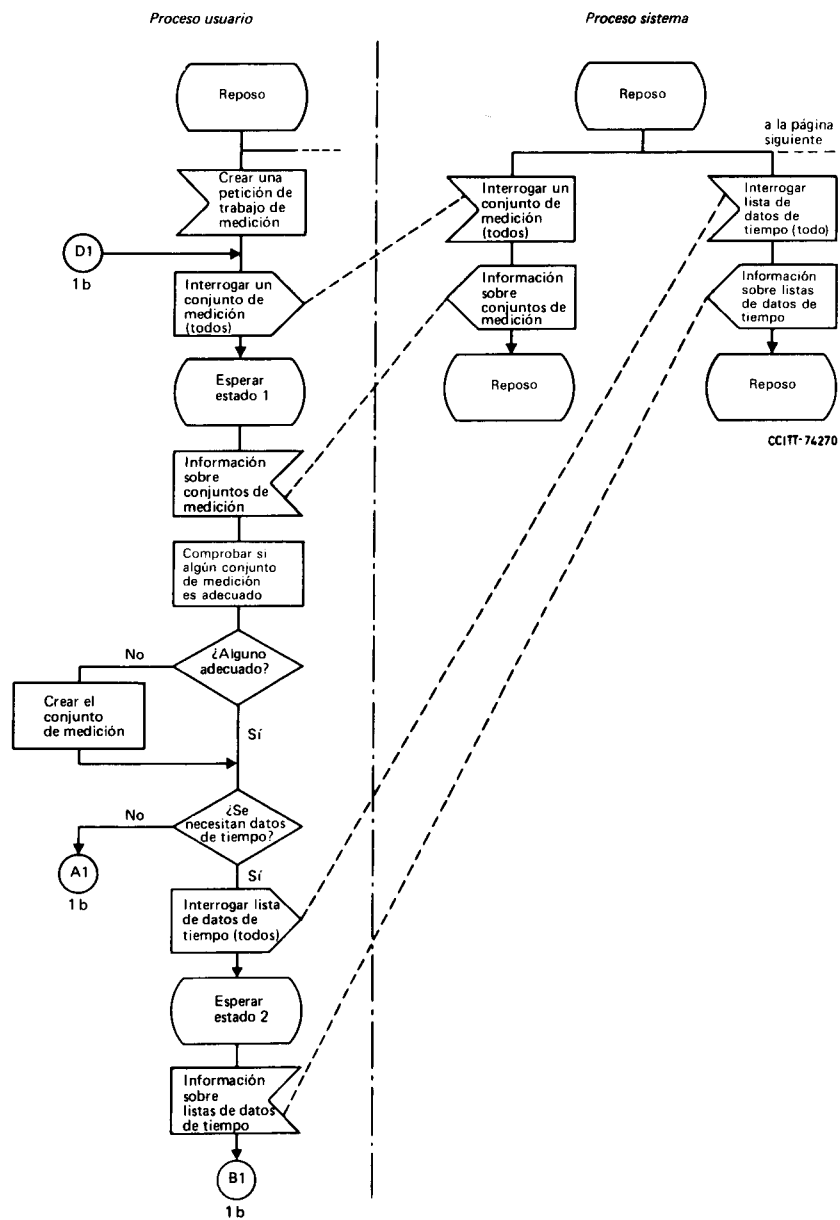 Proceso usuario
Proceso sistema
Reposo
Reposo
a la página
siguiente
Crear una
petición de
trabajo de
medición
Interrogar un
conjunto de
medición
(todos)
Interrogar
lista de
datos de
tiempo (todo)
D1
1b
Interrogar un
conjunto de
medición
(todos)
Información
sobre
conjuntos de
medición
Información
sobre listas
de datos de
tiempo
Esperar
estado 1
Reposo
Reposo
CCITT-74270
Información
sobre
conjuntos de
medición
Comprobar si
algún conjunto
de medición
es adecuado
¿Alguno
adecuado?
No
Crear el
conjunto
de medición
Sí
¿Se
necesitan datos
de tiempo?
No
A1
1b
Sí
Interrogar lista
de datos de
tiempo (todos)
Esperar
estado 2
Información
sobre
listas de datos
de tiempo
B1
1b